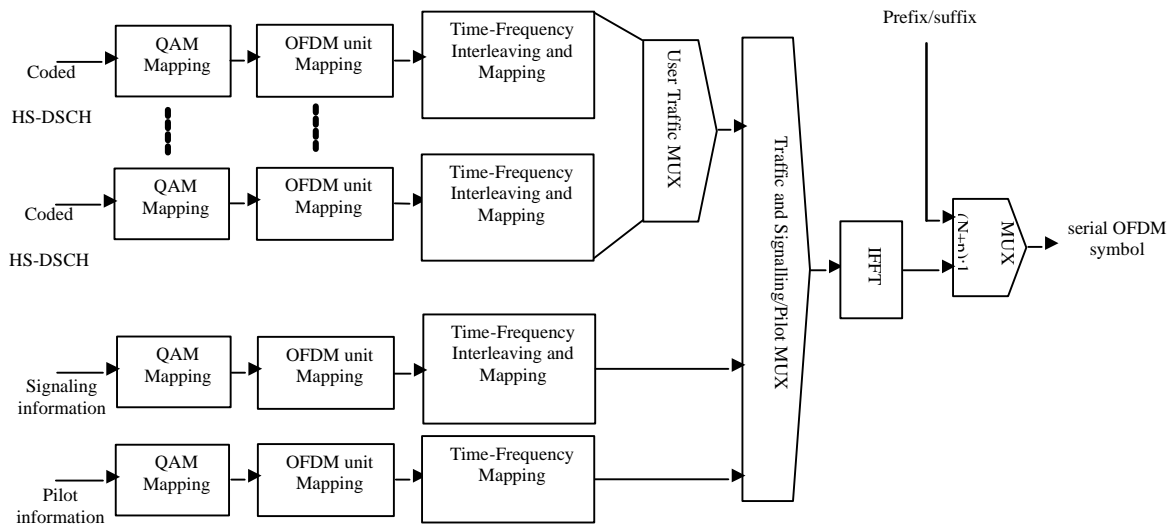 Prefix/suffix
Coded
HS-DSCH
QAM
Mapping
OFDM unit
Mapping
Time-Frequency
Interleaving and
Mapping
Coded
HS-DSCH
QAM
Mapping
OFDM unit
Mapping
Time-Frequency
Interleaving and
Mapping
User Traffic MUX
Signaling
information
QAM
Mapping
OFDM unit
Mapping
Time-Frequency
Interleaving and
Mapping
Pilot
information
QAM
Mapping
OFDM unit
Mapping
Time-Frequency
Mapping
Traffic and Signalling/Pilot MUX
IFFT
MUX
(N+n):1
serial OFDM
symbol